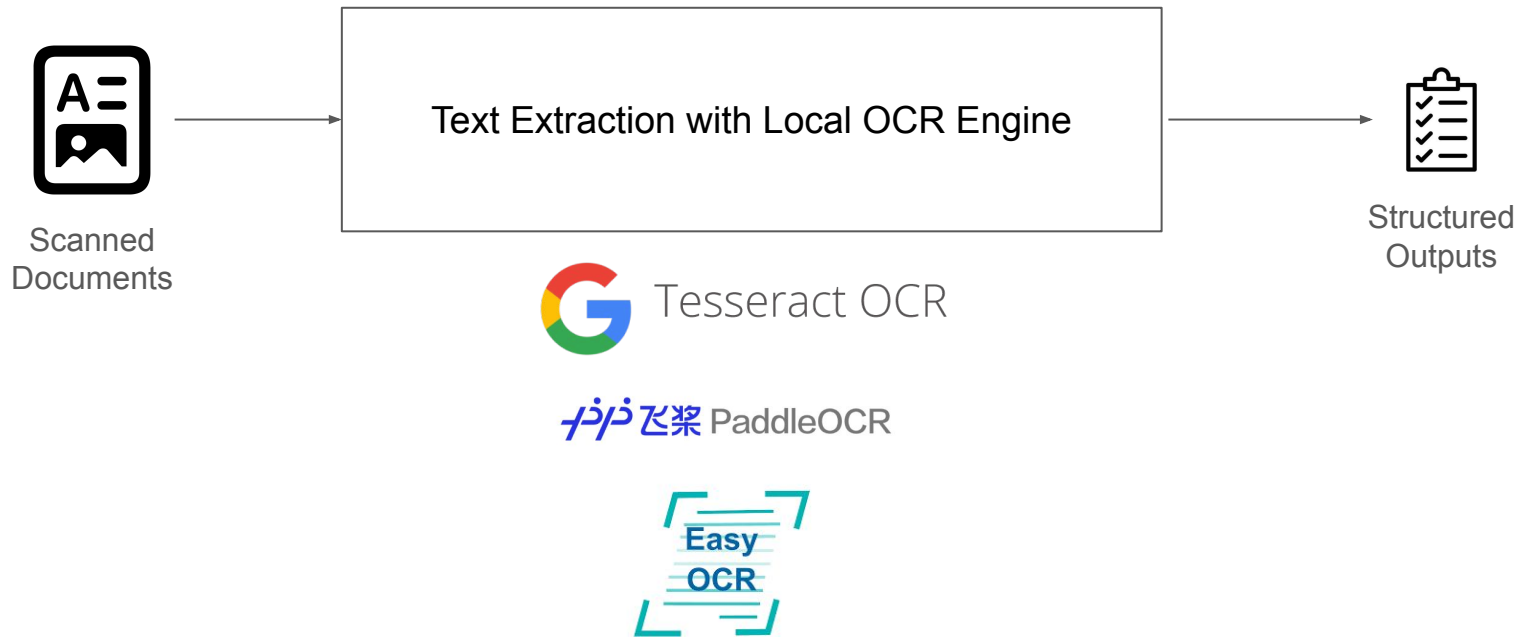 A
Text Extraction with Local OCR Engine
Scanned
Documents
Structured
Outputs
G Tesseract OCR
飞桨 PaddleOCR
Easy
OCR